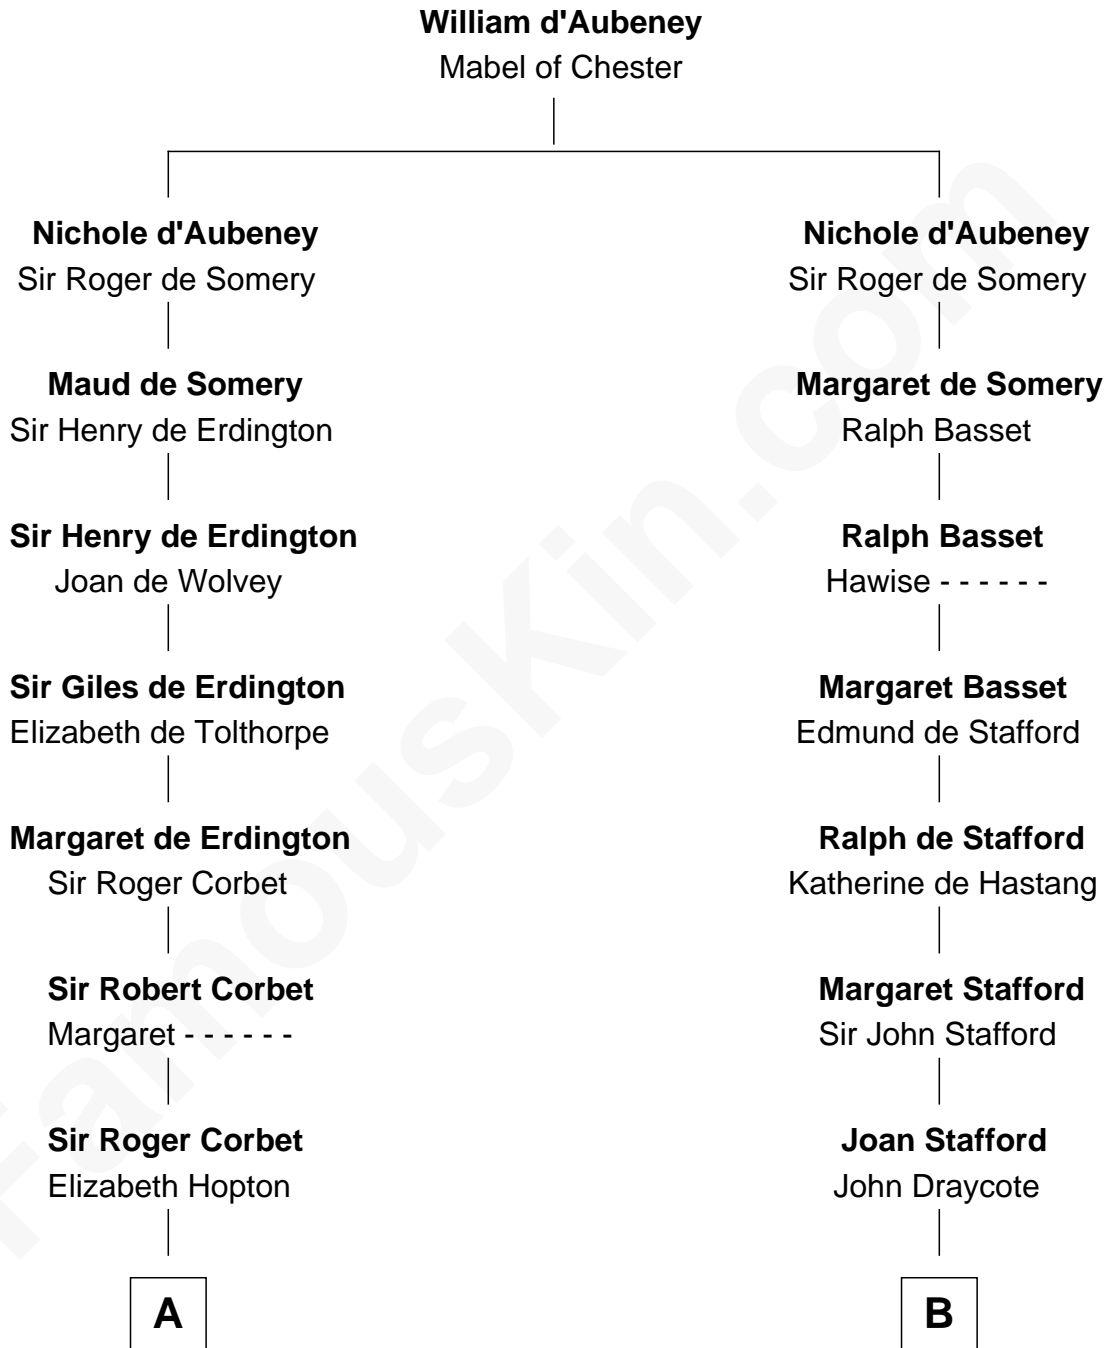 William d'Aubeney
Mabel of Chester
Nichole d'Aubeney
Sir Roger de Somery
Maud de Somery
Sir Henry de Erdington
Sir Henry de Erdington
Joan de Wolvey
Sir Giles de Erdington
Elizabeth de Tolthorpe
Margaret de Erdington
Sir Roger Corbet
Sir Robert Corbet
Margaret - - - - - -
Sir Roger Corbet
Elizabeth Hopton
A
Nichole d'Aubeney
Sir Roger de Somery
Margaret de Somery
Ralph Basset
Ralph Basset
Hawise - - - - - -
Margaret Basset
Edmund de Stafford
Ralph de Stafford
Katherine de Hastang
Margaret Stafford
Sir John Stafford
Joan Stafford
John Draycote
B
FamousKin.com